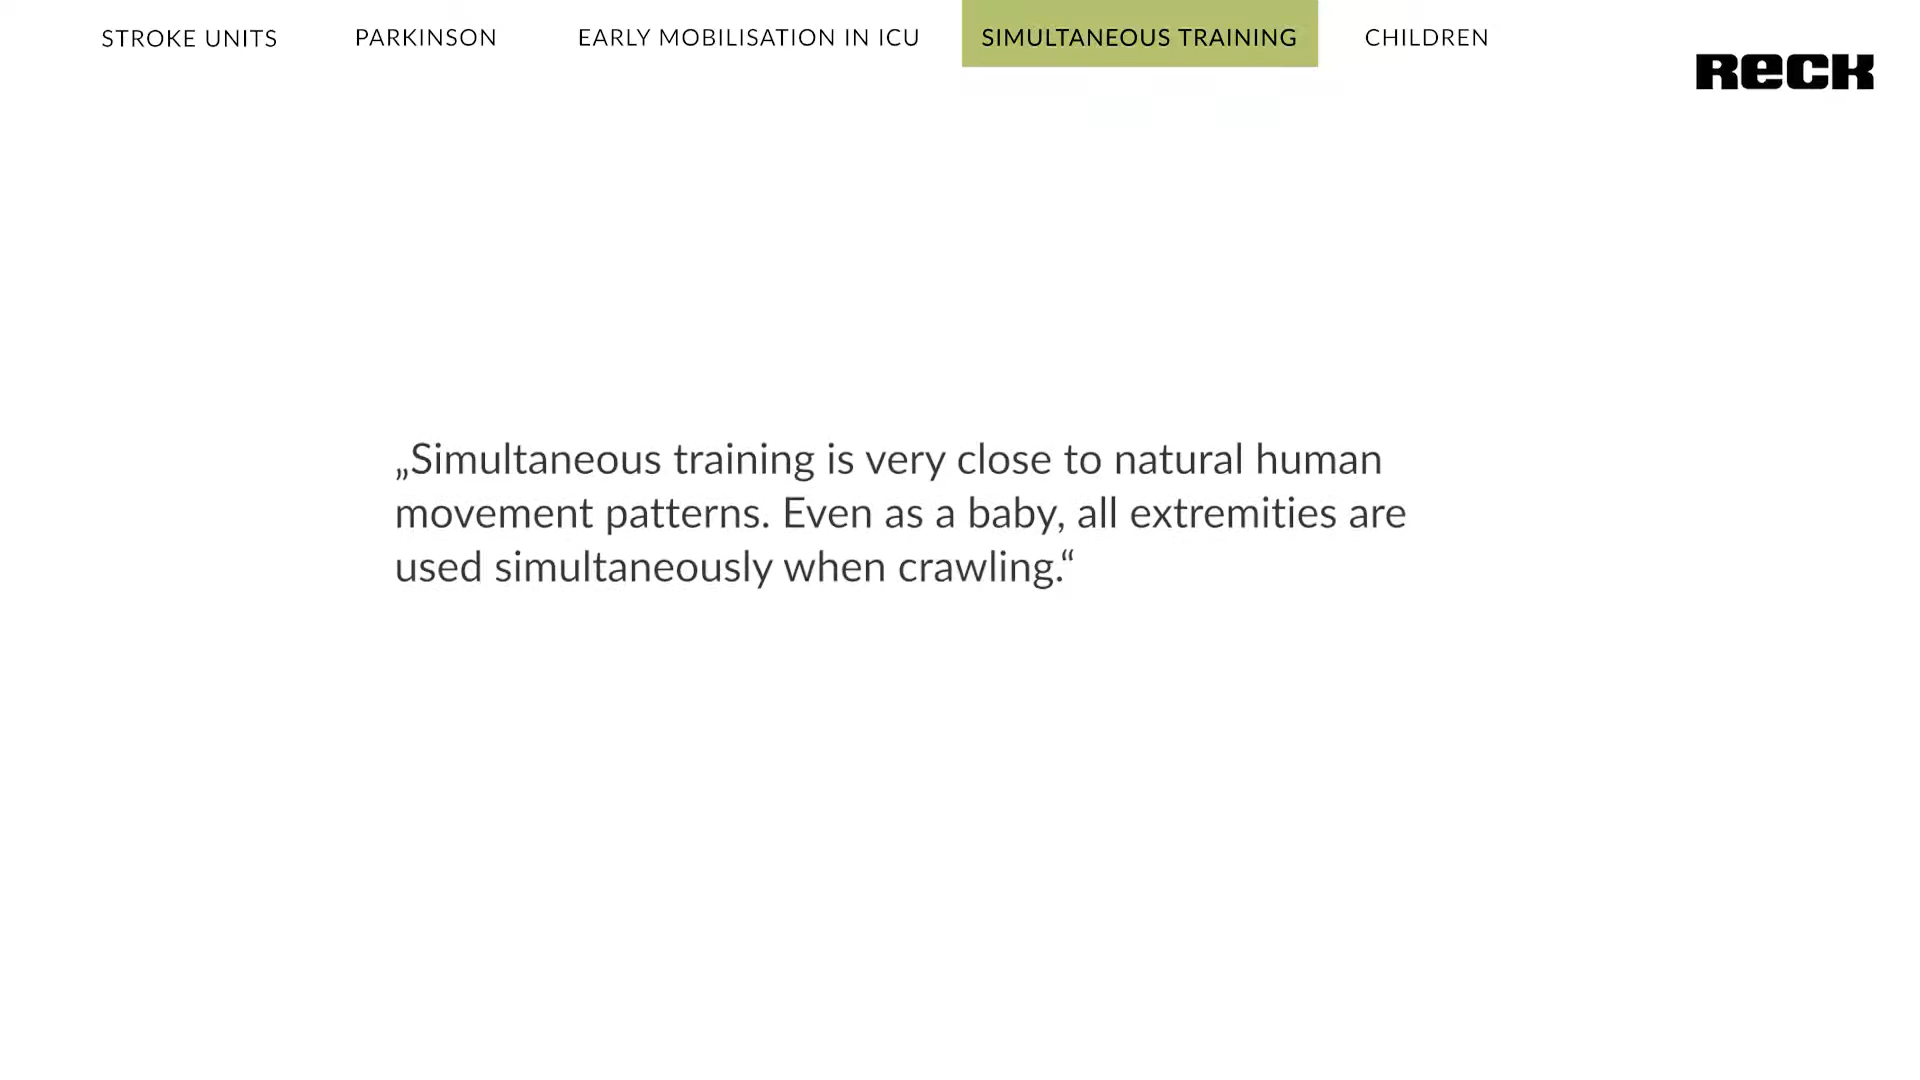 STROKE UNITS
PARKINSON
EARLY MOBILISATION IN ICU
SIMULTANEOUS TRAINING
CHILDREN
RECK
„Simultaneous training is very close to natural human
movement patterns. Even as a baby, all extremities are
used simultaneously when crawling.“